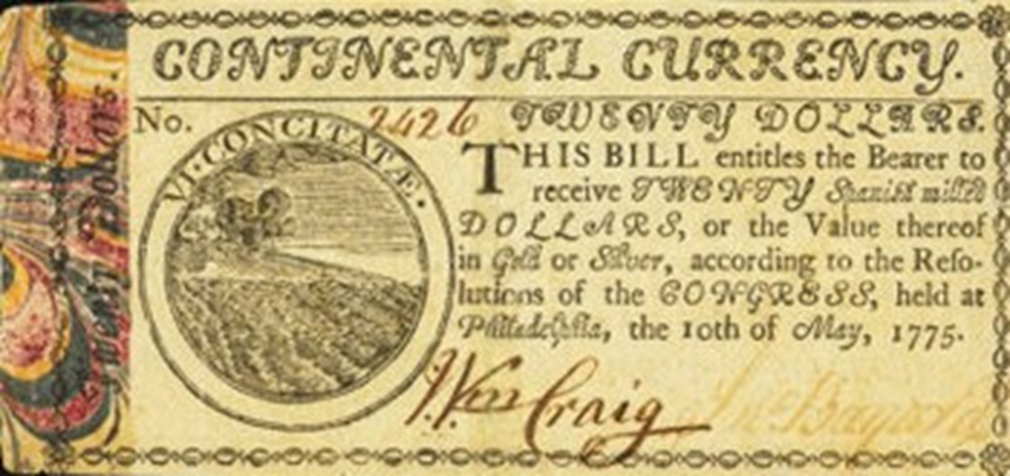 CONTINENTAL CURRENCY.
No. 2426 TWENTY DOLLARS.
VI·CONCITATÆ.
THIS BILL entitles the Bearer to
receive TWENTY Spanish milled
DOLLARS, or the Value thereof
in Gold or Silver, according to the Reſo-
lutions of the CONGRESS, held at
Philadelphia, the 10th of May, 1775.
Wm Craig
Twenty Dollars.